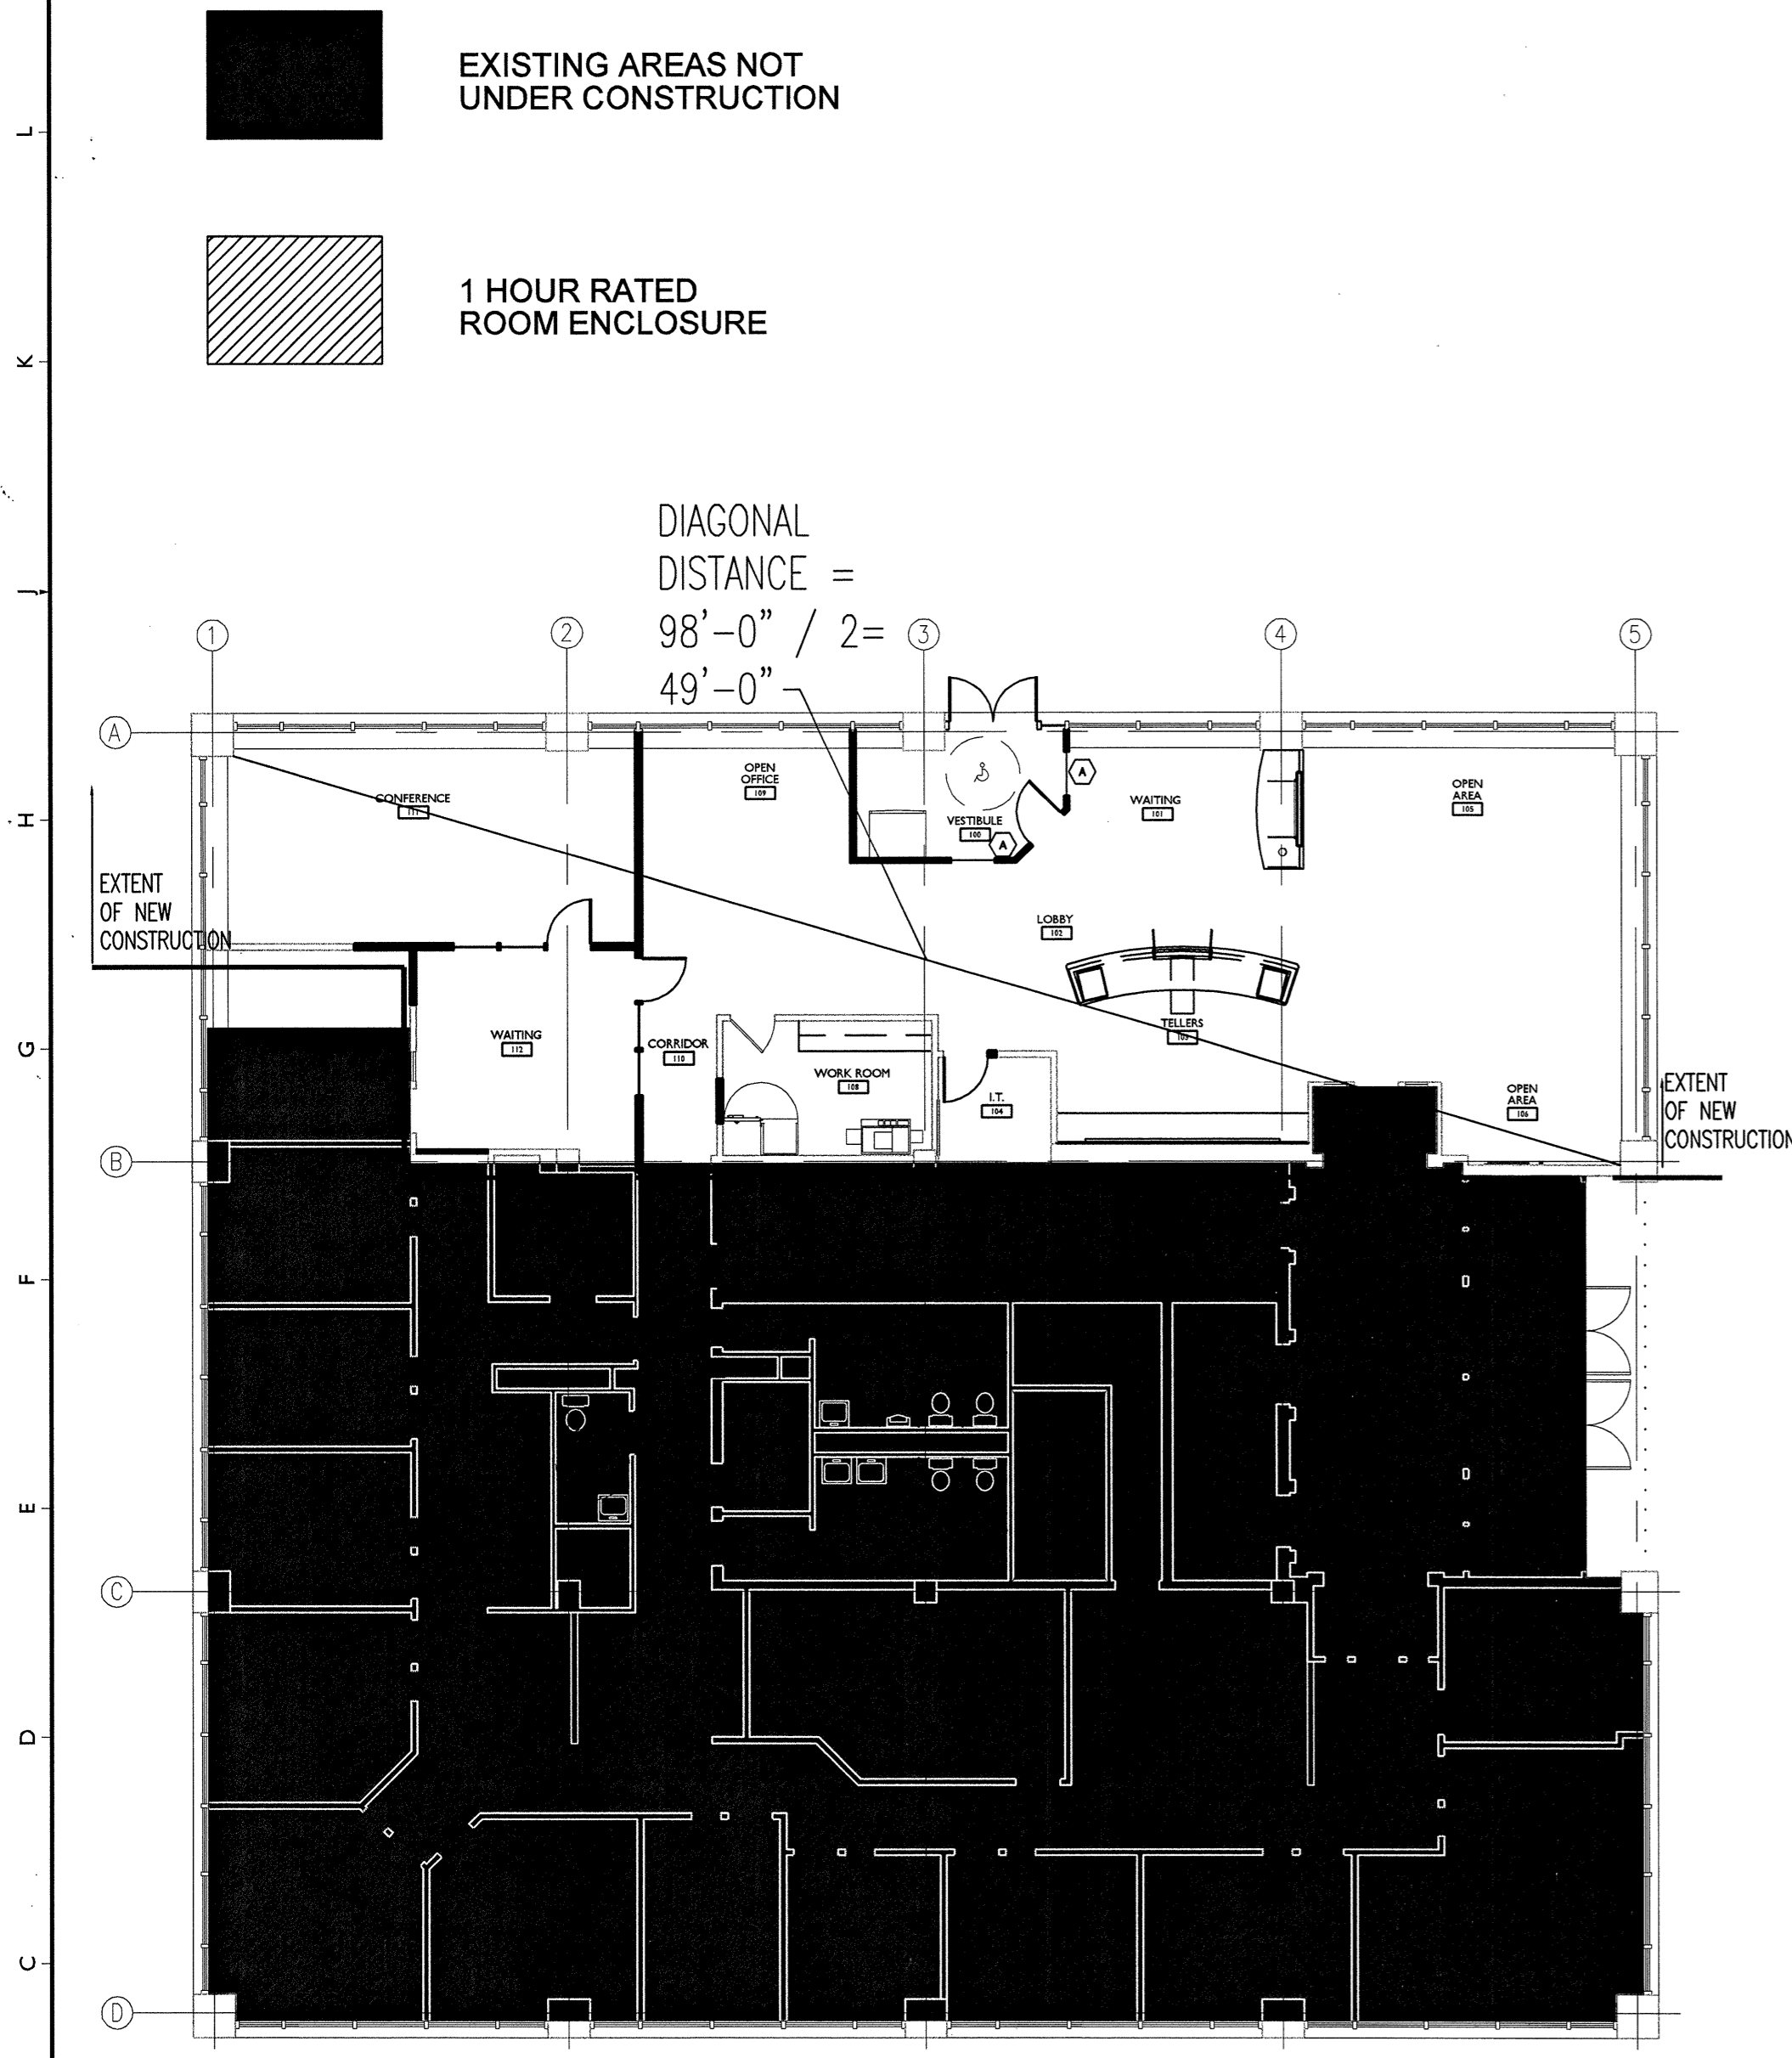 EXISTING AREAS NOT
UNDER CONSTRUCTION
L
1 HOUR RATED
ROOM ENCLOSURE
K
DIAGONAL
DISTANCE =
98'-0" / 2=
49'-0"
J
1
2
3
4
5
A
OPEN
OFFICE
109
CONFERENCE
111
A
WAITING
101
OPEN
AREA
105
VESTIBULE
100
A
H
EXTENT
OF NEW
CONSTRUCTION
LOBBY
102
TELLERS
103
WAITING
112
CORRIDOR
110
WORK ROOM
108
I.T.
104
OPEN
AREA
106
EXTENT
OF NEW
CONSTRUCTION
G
B
F
E
C
D
C
D